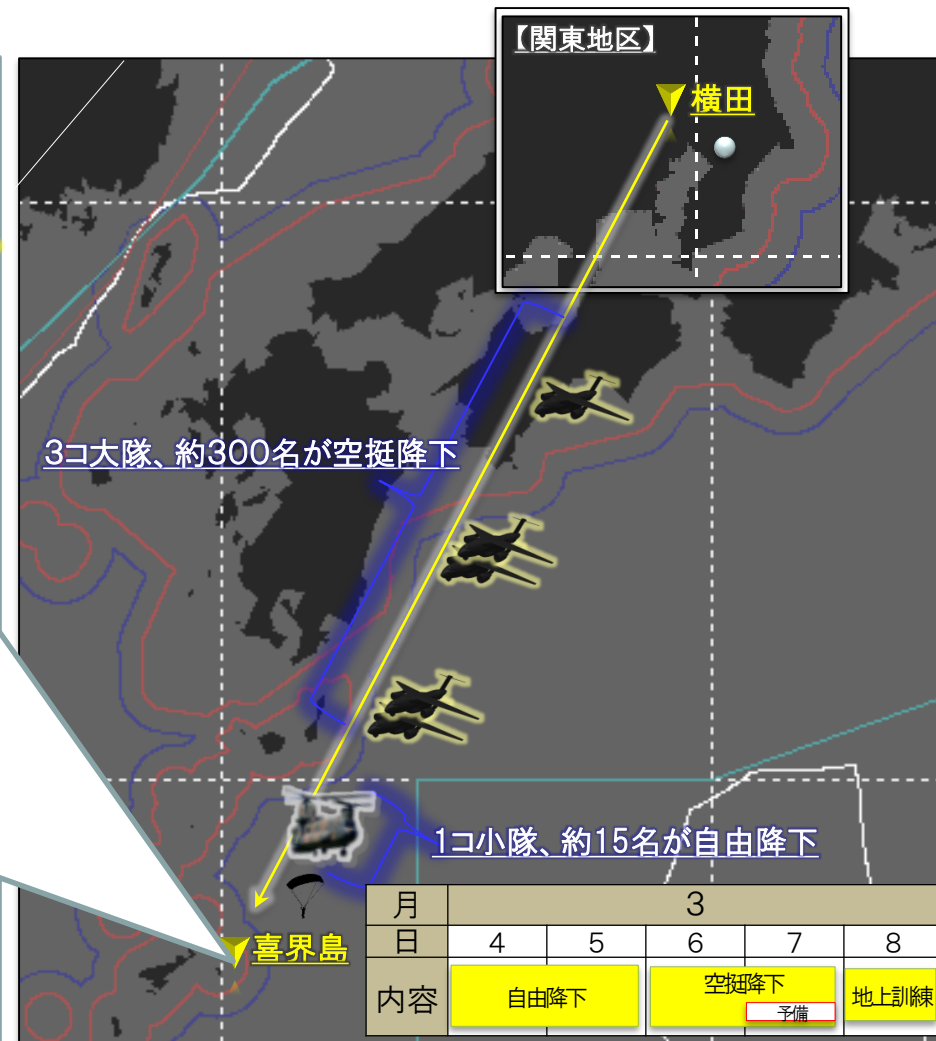 【関東地区】
横田
3コ大隊、約300名が空挺降下
1コ小隊、約15名が自由降下
喜界島
月 3
日 4 5 6 7 8
内容 自由降下 空挺降下 地上訓練
予備